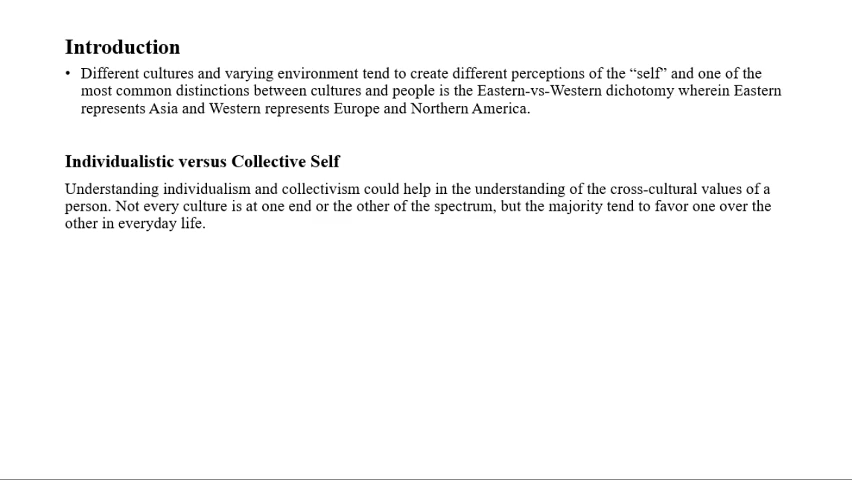 Introduction
• Different cultures and varying environment tend to create different perceptions of the “self” and one of the
most common distinctions between cultures and people is the Eastern-vs-Western dichotomy wherein Eastern
represents Asia and Western represents Europe and Northern America.
Individualistic versus Collective Self
Understanding individualism and collectivism could help in the understanding of the cross-cultural values of a
person. Not every culture is at one end or the other of the spectrum, but the majority tend to favor one over the
other in everyday life.